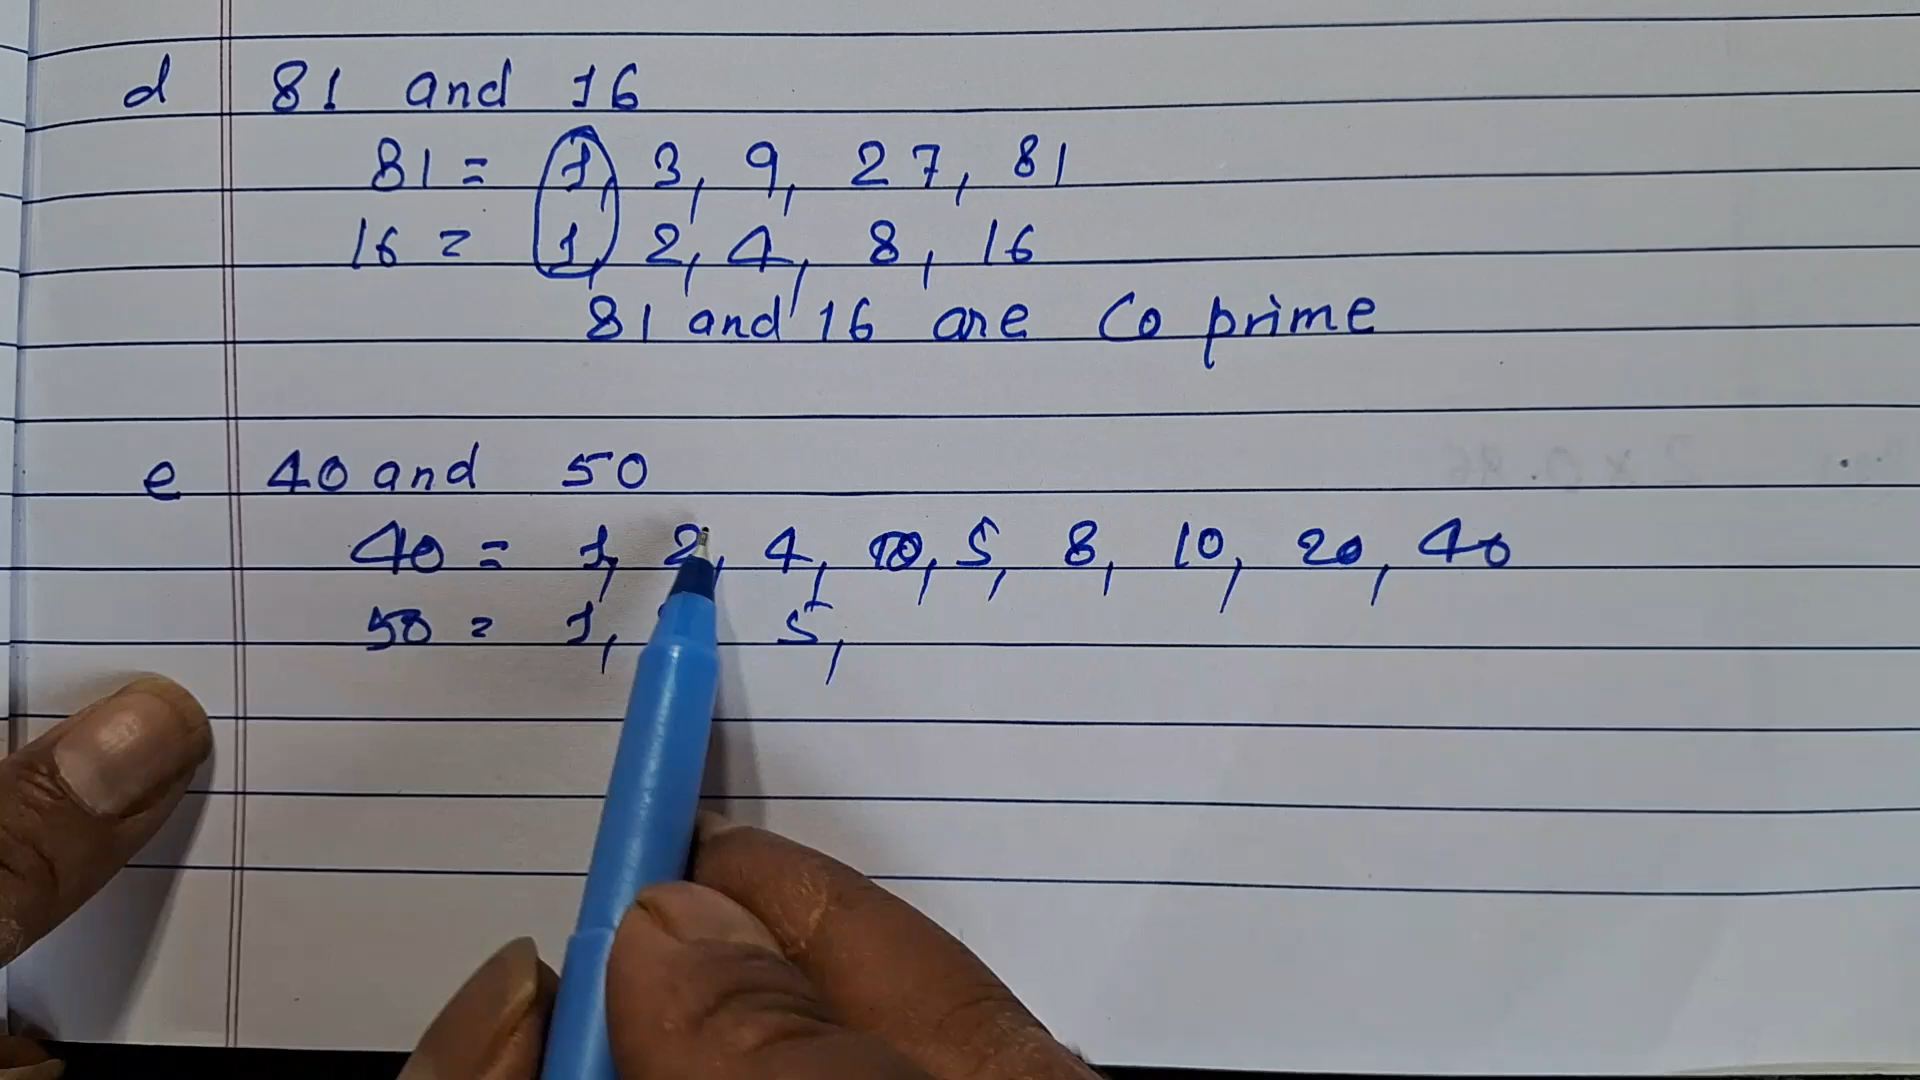 d 81 and 16
81 = 1, 3, 9, 27, 81
16 = 1, 2, 4, 8, 16
81 and 16 are Co prime
e 40 and 50
40 = 1, 2, 4, 10, 5, 8, 10, 20, 40
50 = 1, 5,